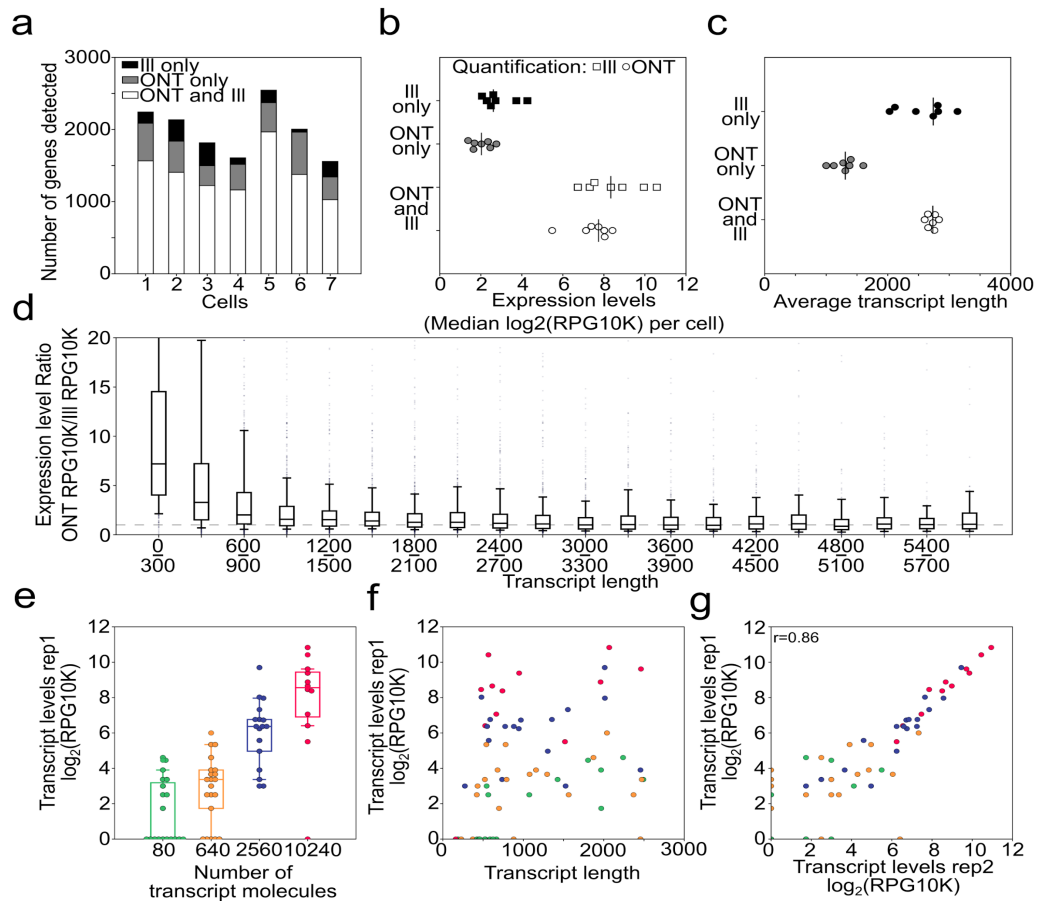 a
Number of genes detected
3000
2000
1000
0
Ill only
ONT only
ONT and Ill
1 2 3 4 5 6 7
Cells
b
Quantification: Ill ONT
Ill
only
ONT
only
ONT
and
Ill
0 2 4 6 8 10 12
Expression levels
(Median log2(RPG10K) per cell)
c
Ill
only
ONT
only
ONT
and
Ill
0 2000 4000
Average transcript length
d
Expression level Ratio
ONT RPG10K/Ill RPG10K
20
15
10
5
0
0 600 1200 1800 2400 3000 3600 4200 4800 5400
300 900 1500 2100 2700 3300 3900 4500 5100 5700
Transcript length
e
Transcript levels rep1
log2(RPG10K)
12
10
8
6
4
2
0
80 640 2560 10240
Number of
transcript molecules
f
Transcript levels rep1
log2(RPG10K)
12
10
8
6
4
2
0
0 1000 2000 3000
Transcript length
g
Transcript levels rep1
log2(RPG10K)
r=0.86
12
10
8
6
4
2
0
0 2 4 6 8 10 12
Transcript levels rep2
log2(RPG10K)